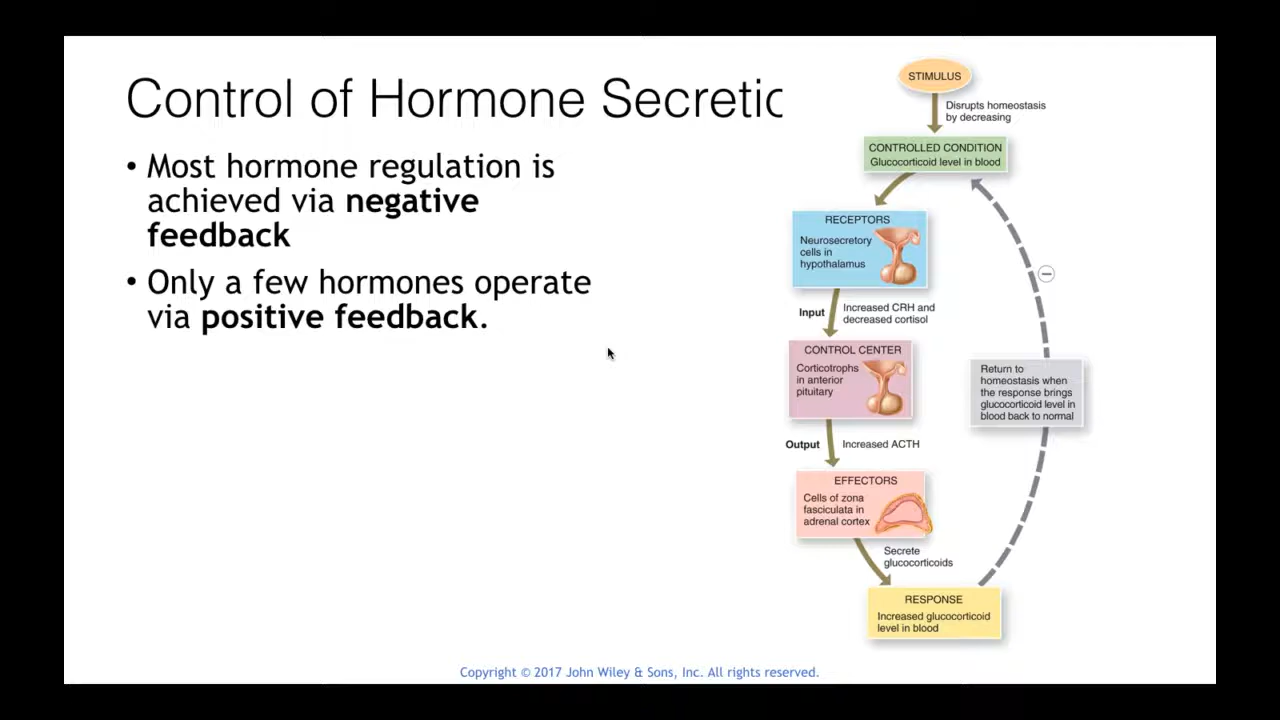 Control of Hormone Secretic
• Most hormone regulation is
achieved via negative
feedback
• Only a few hormones operate
via positive feedback.
STIMULUS
Disrupts homeostasis
by decreasing
CONTROLLED CONDITION
Glucocorticoid level in blood
RECEPTORS
Neurosecretory
cells in
hypothalamus
Input
Increased CRH and
decreased cortisol
CONTROL CENTER
Corticotrophs
in anterior
pituitary
Output
Increased ACTH
EFFECTORS
Cells of zona
fasciculata in
adrenal cortex
Secrete
glucocorticoids
RESPONSE
Increased glucocorticoid
level in blood
−
Return to
homeostasis when
the response brings
glucocorticoid level in
blood back to normal
Copyright © 2017 John Wiley & Sons, Inc. All rights reserved.